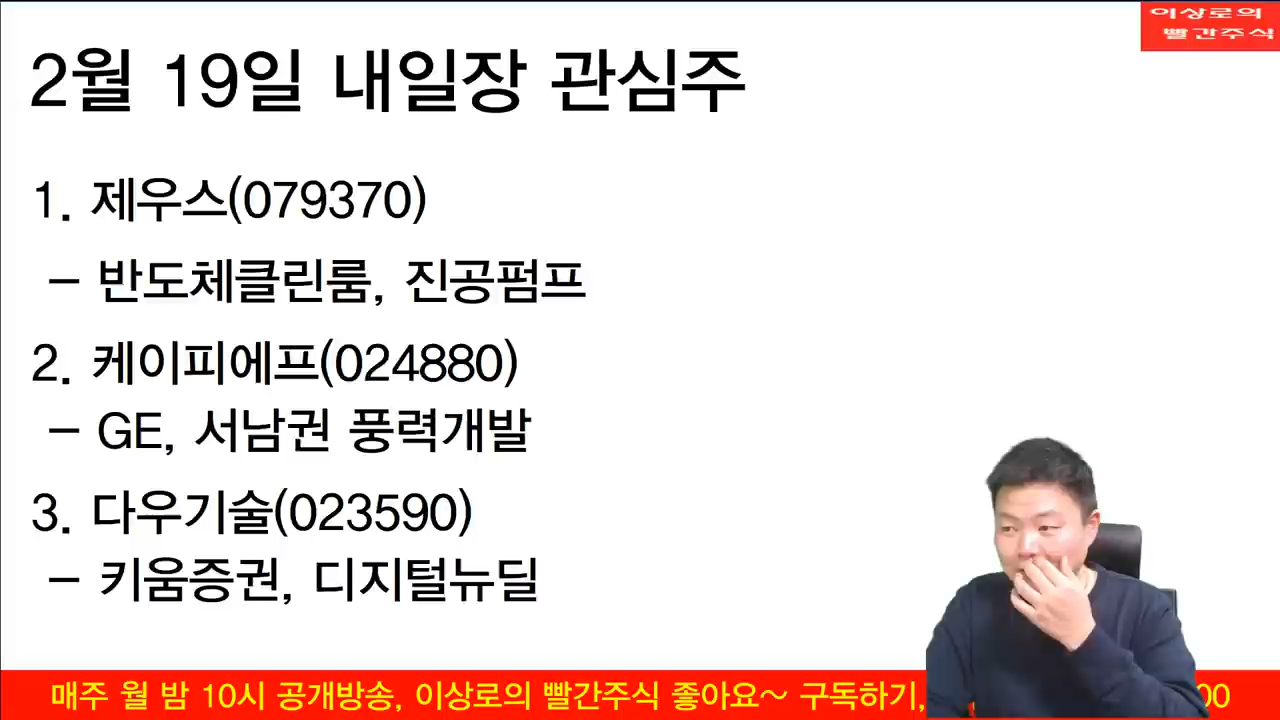 이상로의
빨간주식
2월 19일 내일장 관심주
1. 제우스(079370)
- 반도체클린룸, 진공펌프
2. 케이피에프(024880)
- GE, 서남권 풍력개발
3. 다우기술(023590)
- 키움증권, 디지털뉴딜
매주 월 밤 10시 공개방송, 이상로의 빨간주식 좋아요~ 구독하기, 00